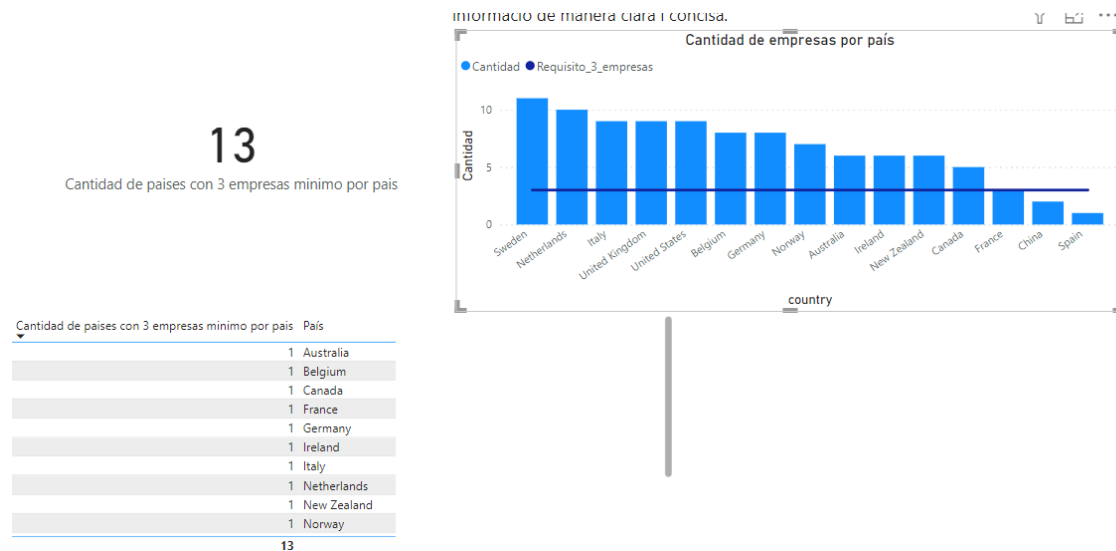 informació de manera clara i concisa.
Cantidad de empresas por país
Cantidad Requisito_3_empresas
10
5
0
Cantidad
Sweden
Netherlands
Italy
United Kingdom
United States
Belgium
Germany
Norway
Australia
Ireland
New Zealand
Canada
France
China
Spain
country
13
Cantidad de paises con 3 empresas minimo por pais
Cantidad de paises con 3 empresas minimo por pais País
1 Australia
1 Belgium
1 Canada
1 France
1 Germany
1 Ireland
1 Italy
1 Netherlands
1 New Zealand
1 Norway
13